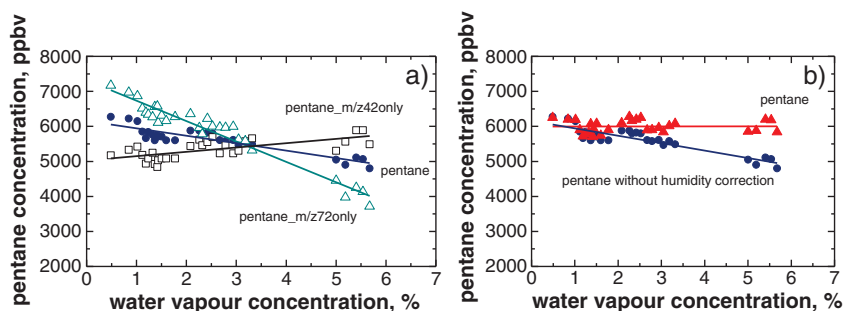 a)
pentane concentration, ppbv
8000
7000
6000
5000
4000
3000
2000
pentane_m/z42only
pentane
pentane_m/z72only
0 1 2 3 4 5 6 7
water vapour concentration, %
b)
pentane concentration, ppbv
8000
7000
6000
5000
4000
3000
2000
pentane
pentane without humidity correction
0 1 2 3 4 5 6 7
water vapour concentration, %